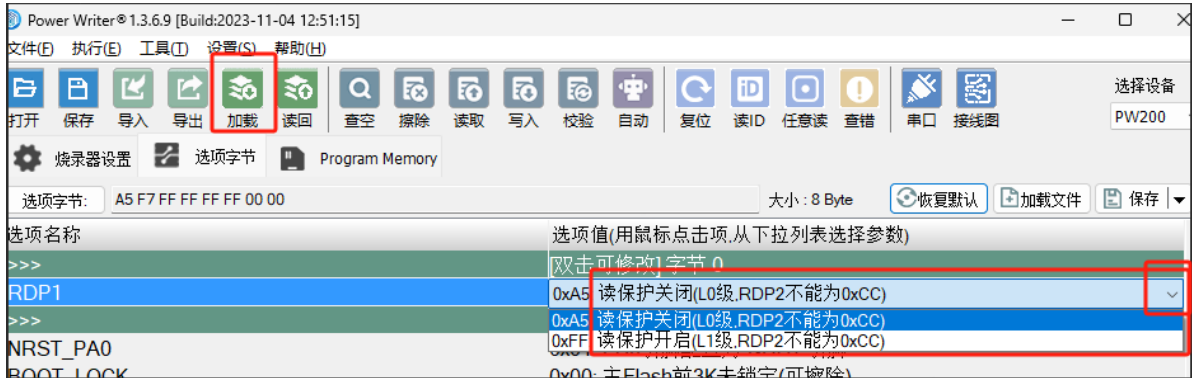 Power Writer® 1.3.6.9 [Build:2023-11-04 12:51:15]
文件(F) 执行(E) 工具(T) 设置(S) 帮助(H)
打开 保存 导入 导出 加载 读回 查空 擦除 读取 写入 校验 自动 复位 读ID 任意读 查错 串口 接线图
选择设备
PW200
烧录器设置 选项字节 Program Memory
选项字节: A5 F7 FF FF FF FF 00 00 大小 : 8 Byte 恢复默认 加载文件 保存
选项名称 选项值(用鼠标点击项,从下拉列表选择参数)
>>> [双击可修改] 字节 0
RDP1 0xA5 读保护关闭(L0级,RDP2不能为0xCC)
>>> 0xA5 读保护关闭(L0级,RDP2不能为0xCC)
0xFF 读保护开启(L1级,RDP2不能为0xCC)
NRST_PA0
BOOT_LOCK 0x00: 主Flash前3K未锁定(可擦除)